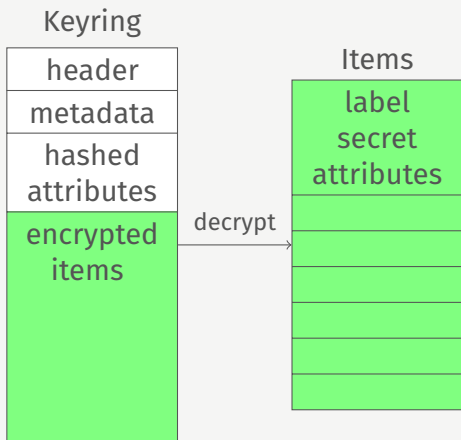 Keyring
header
metadata
hashed
attributes
encrypted
items
decrypt
Items
label
secret
attributes